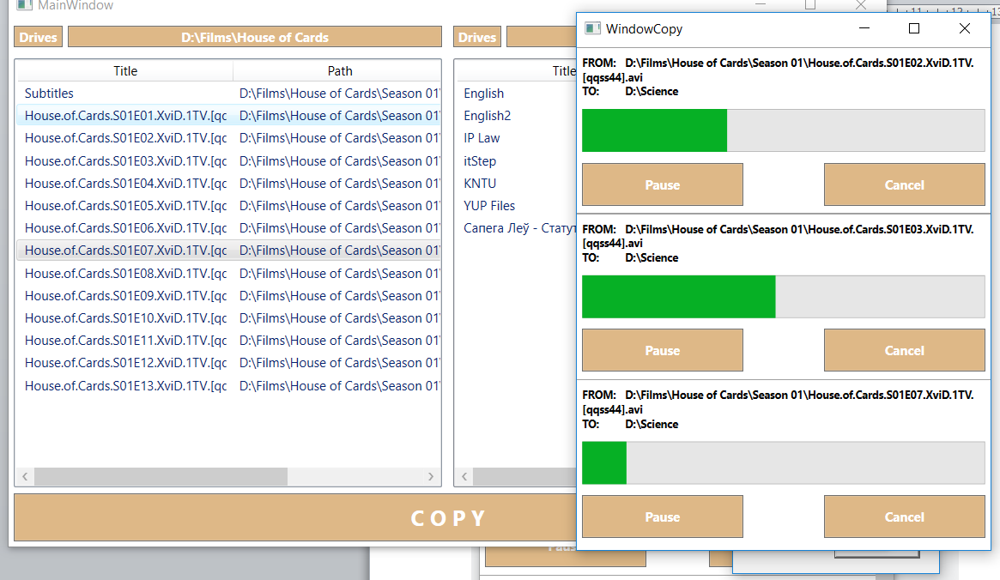 MainWindow
Drives
D:\Films\House of Cards
Drives
Title
Path
Subtitles
D:\Films\House of Cards\Season 01\
House.of.Cards.S01E01.XviD.1TV.[qc
D:\Films\House of Cards\Season 01\
House.of.Cards.S01E02.XviD.1TV.[qc
D:\Films\House of Cards\Season 01\
House.of.Cards.S01E03.XviD.1TV.[qc
D:\Films\House of Cards\Season 01\
House.of.Cards.S01E04.XviD.1TV.[qc
D:\Films\House of Cards\Season 01\
House.of.Cards.S01E05.XviD.1TV.[qc
D:\Films\House of Cards\Season 01\
House.of.Cards.S01E06.XviD.1TV.[qc
D:\Films\House of Cards\Season 01\
House.of.Cards.S01E07.XviD.1TV.[qc
D:\Films\House of Cards\Season 01\
House.of.Cards.S01E08.XviD.1TV.[qc
D:\Films\House of Cards\Season 01\
House.of.Cards.S01E09.XviD.1TV.[qc
D:\Films\House of Cards\Season 01\
House.of.Cards.S01E10.XviD.1TV.[qc
D:\Films\House of Cards\Season 01\
House.of.Cards.S01E11.XviD.1TV.[qc
D:\Films\House of Cards\Season 01\
House.of.Cards.S01E12.XviD.1TV.[qc
D:\Films\House of Cards\Season 01\
House.of.Cards.S01E13.XviD.1TV.[qc
D:\Films\House of Cards\Season 01\
Title
English
English2
IP Law
itStep
KNTU
YUP Files
Сапега Леў - Статут
COPY
WindowCopy
FROM: D:\Films\House of Cards\Season 01\House.of.Cards.S01E02.XviD.1TV.
[qqss44].avi
TO: D:\Science
Pause
Cancel
FROM: D:\Films\House of Cards\Season 01\House.of.Cards.S01E03.XviD.1TV.
[qqss44].avi
TO: D:\Science
Pause
Cancel
FROM: D:\Films\House of Cards\Season 01\House.of.Cards.S01E07.XviD.1TV.
[qqss44].avi
TO: D:\Science
Pause
Cancel
11 12 13
Pause